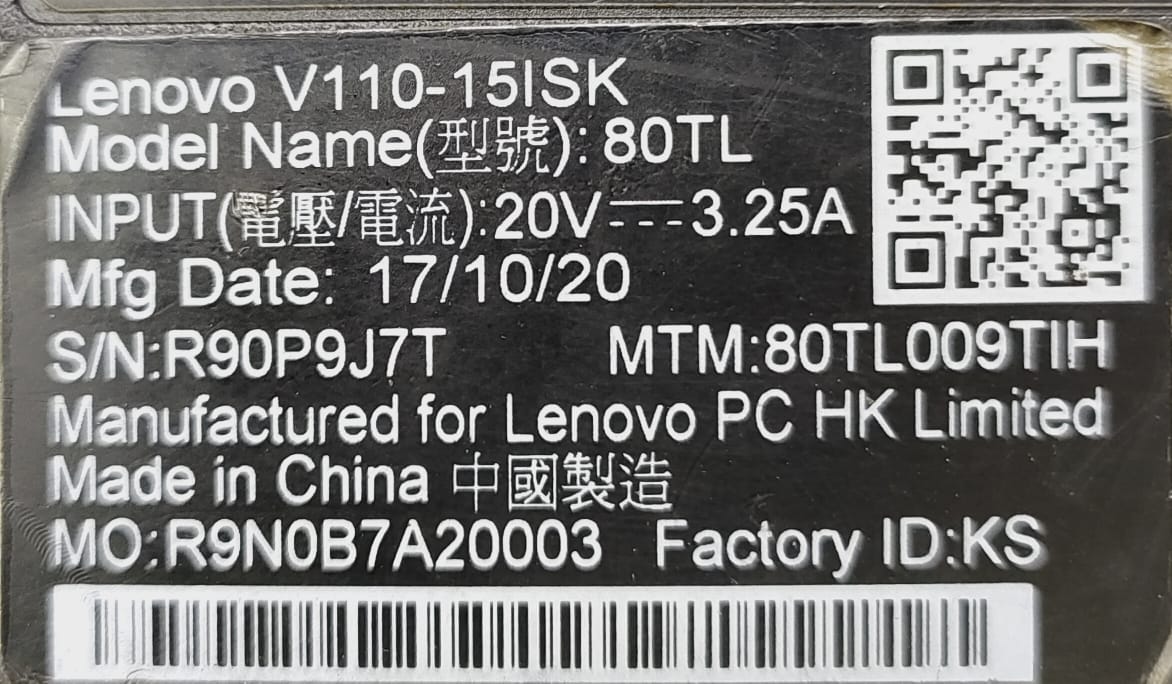 Lenovo V110-15ISK
Model Name(型號): 80TL
INPUT(電壓/電流):20V⎓3.25A
Mfg Date: 17/10/20
S/N:R90P9J7T MTM:80TL009TIH
Manufactured for Lenovo PC HK Limited
Made in China 中國製造
MO:R9N0B7A20003 Factory ID:KS